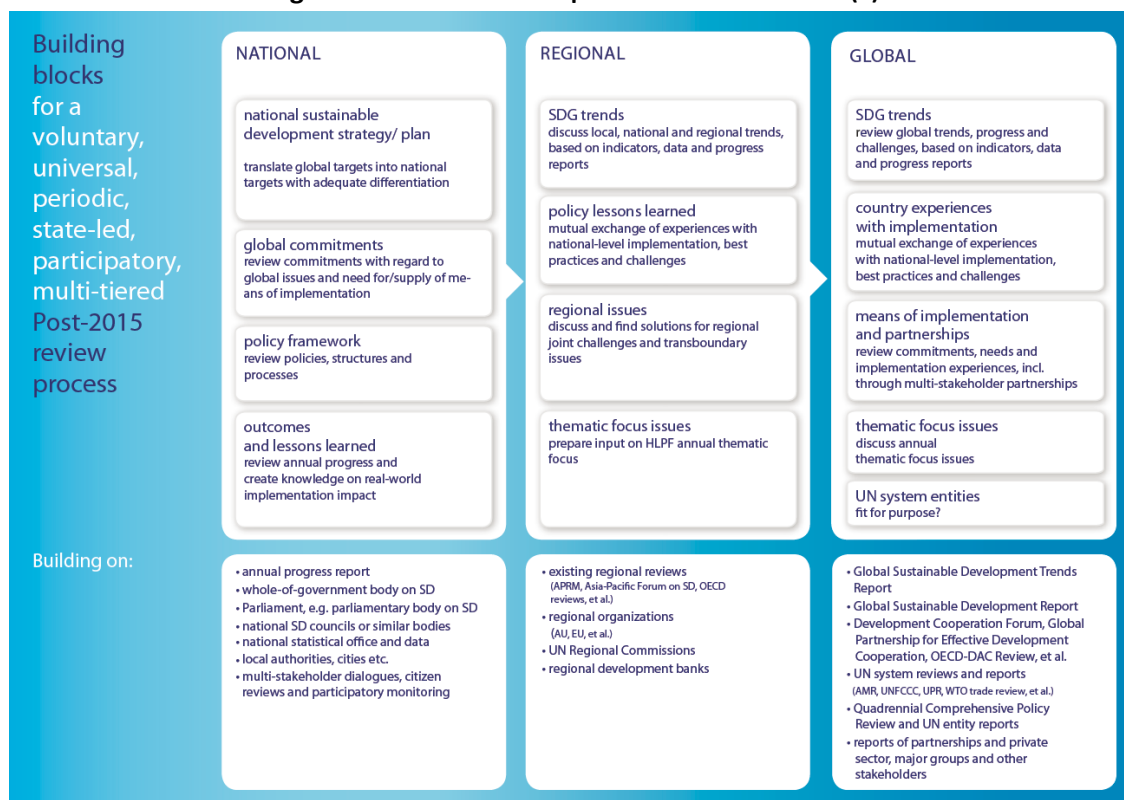 Building
blocks
for a
voluntary,
universal,
periodic,
state-led,
participatory,
multi-tiered
Post-2015
review
process
NATIONAL
national sustainable
development strategy/ plan
translate global targets into national
targets with adequate differentiation
global commitments
review commitments with regard to
global issues and need for/supply of me-
ans of implementation
policy framework
review policies, structures and
processes
outcomes
and lessons learned
review annual progress and
create knowledge on real-world
implementation impact
REGIONAL
SDG trends
discuss local, national and regional trends,
based on indicators, data and progress
reports
policy lessons learned
mutual exchange of experiences with
national-level implementation, best
practices and challenges
regional issues
discuss and find solutions for regional
joint challenges and transboundary
issues
thematic focus issues
prepare input on HLPF annual thematic
focus
GLOBAL
SDG trends
review global trends, progress and
challenges, based on indicators, data
and progress reports
country experiences
with implementation
mutual exchange of experiences
with national-level implementation,
best practices and challenges
means of implementation
and partnerships
review commitments, needs and
implementation experiences, incl.
through multi-stakeholder partnerships
thematic focus issues
discuss annual
thematic focus issues
UN system entities
fit for purpose?
Building on:
• annual progress report
• whole-of-government body on SD
• Parliament, e.g. parliamentary body on SD
• national SD councils or similar bodies
• national statistical office and data
• local authorities, cities etc.
• multi-stakeholder dialogues, citizen
reviews and participatory monitoring
• existing regional reviews
(APRM, Asia-Pacific Forum on SD, OECD
reviews, et al.)
• regional organizations
(AU, EU, et al.)
• UN Regional Commissions
• regional development banks
• Global Sustainable Development Trends
Report
• Global Sustainable Development Report
• Development Cooperation Forum, Global
Partnership for Effective Development
Cooperation, OECD-DAC Review, et al.
• UN system reviews and reports
(AMR, UNFCCC, UPR, WTO trade review, et al.)
• Quadrennial Comprehensive Policy
Review and UN entity reports
• reports of partnerships and private
sector, major groups and other
stakeholders